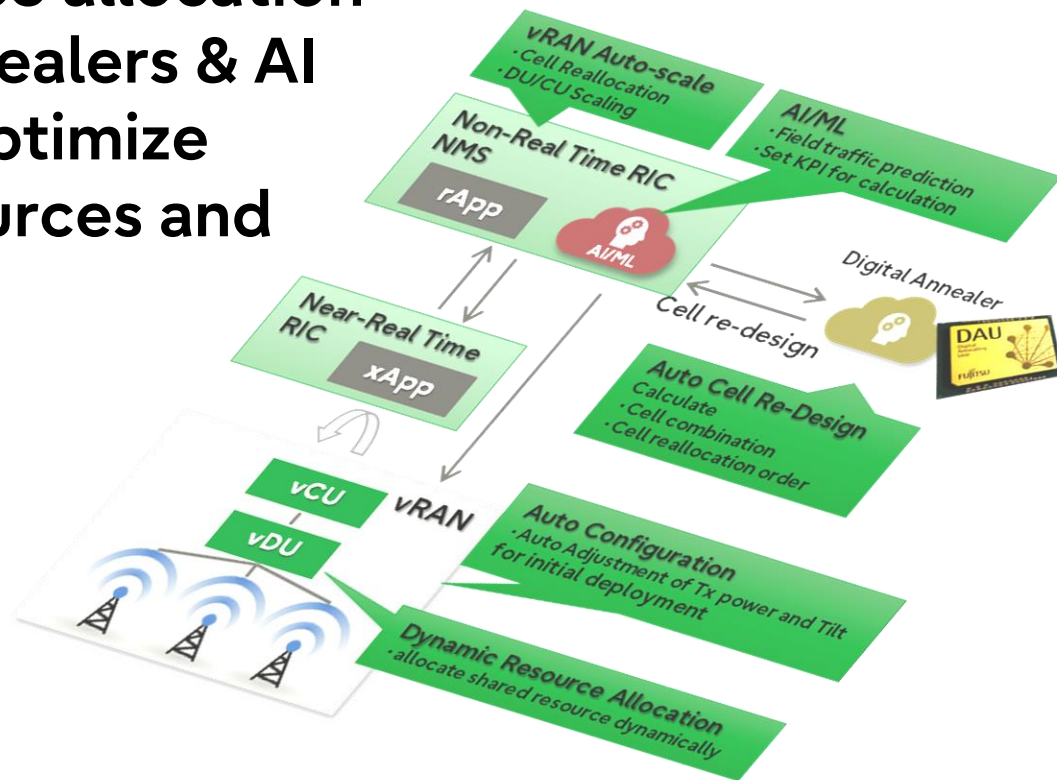 ealers & AI
ptimize
urces and
vRAN Auto-scale
・Cell Reallocation
・DU/CU Scaling
AI/ML
・Field traffic prediction
・Set KPI for calculation
Non-Real Time RIC
NMS
rApp
AI/ML
Near-Real Time
RIC
xApp
Digital Annealer
Cell re-design
DAU
Digital
Annealing
Unit
FUJITSU
Auto Cell Re-Design
Calculate
・Cell combination
・Cell reallocation order
vCU
vRAN
vDU
Auto Configuration
・Auto Adjustment of Tx power and Tilt
for initial deployment
Dynamic Resource Allocation
・allocate shared resource dynamically